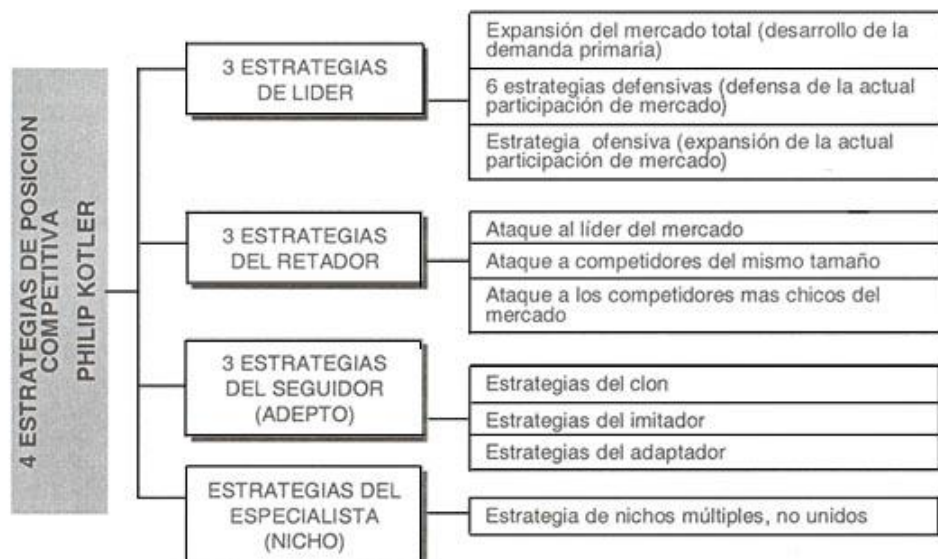 4 ESTRATEGIAS DE POSICION
COMPETITIVA
PHILIP KOTLER
3 ESTRATEGIAS
DE LIDER
Expansión del mercado total (desarrollo de la
demanda primaria)
6 estrategias defensivas (defensa de la actual
participación de mercado)
Estrategia ofensiva (expansión de la actual
participación de mercado)
3 ESTRATEGIAS
DEL RETADOR
Ataque al líder del mercado
Ataque a competidores del mismo tamaño
Ataque a los competidores mas chicos del
mercado
3 ESTRATEGIAS
DEL SEGUIDOR
(ADEPTO)
Estrategias del clon
Estrategias del imitador
Estrategias del adaptador
ESTRATEGIAS DEL
ESPECIALISTA
(NICHO)
Estrategia de nichos múltiples, no unidos